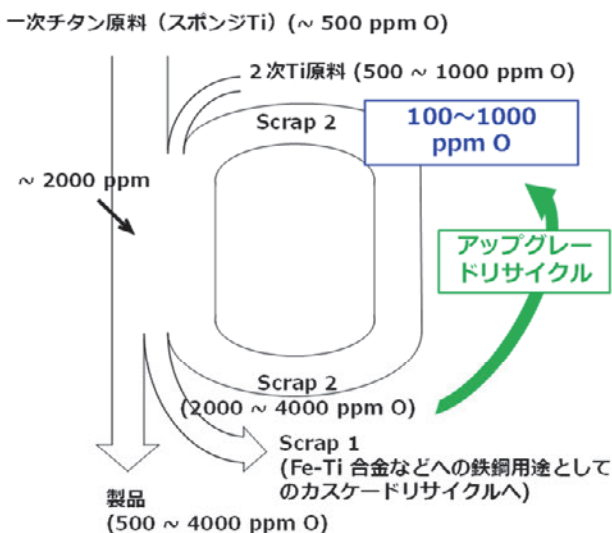 一次チタン原料（スポンジTi）(~ 500 ppm O)
２次Ti原料 (500 ~ 1000 ppm O)
Scrap 2
100～1000
ppm O
~ 2000 ppm
アップグレー
ドリサイクル
Scrap 2
(2000 ~ 4000 ppm O)
Scrap 1
(Fe-Ti 合金などへの鉄鋼用途として
のカスケードリサイクルへ)
製品
(500 ~ 4000 ppm O)